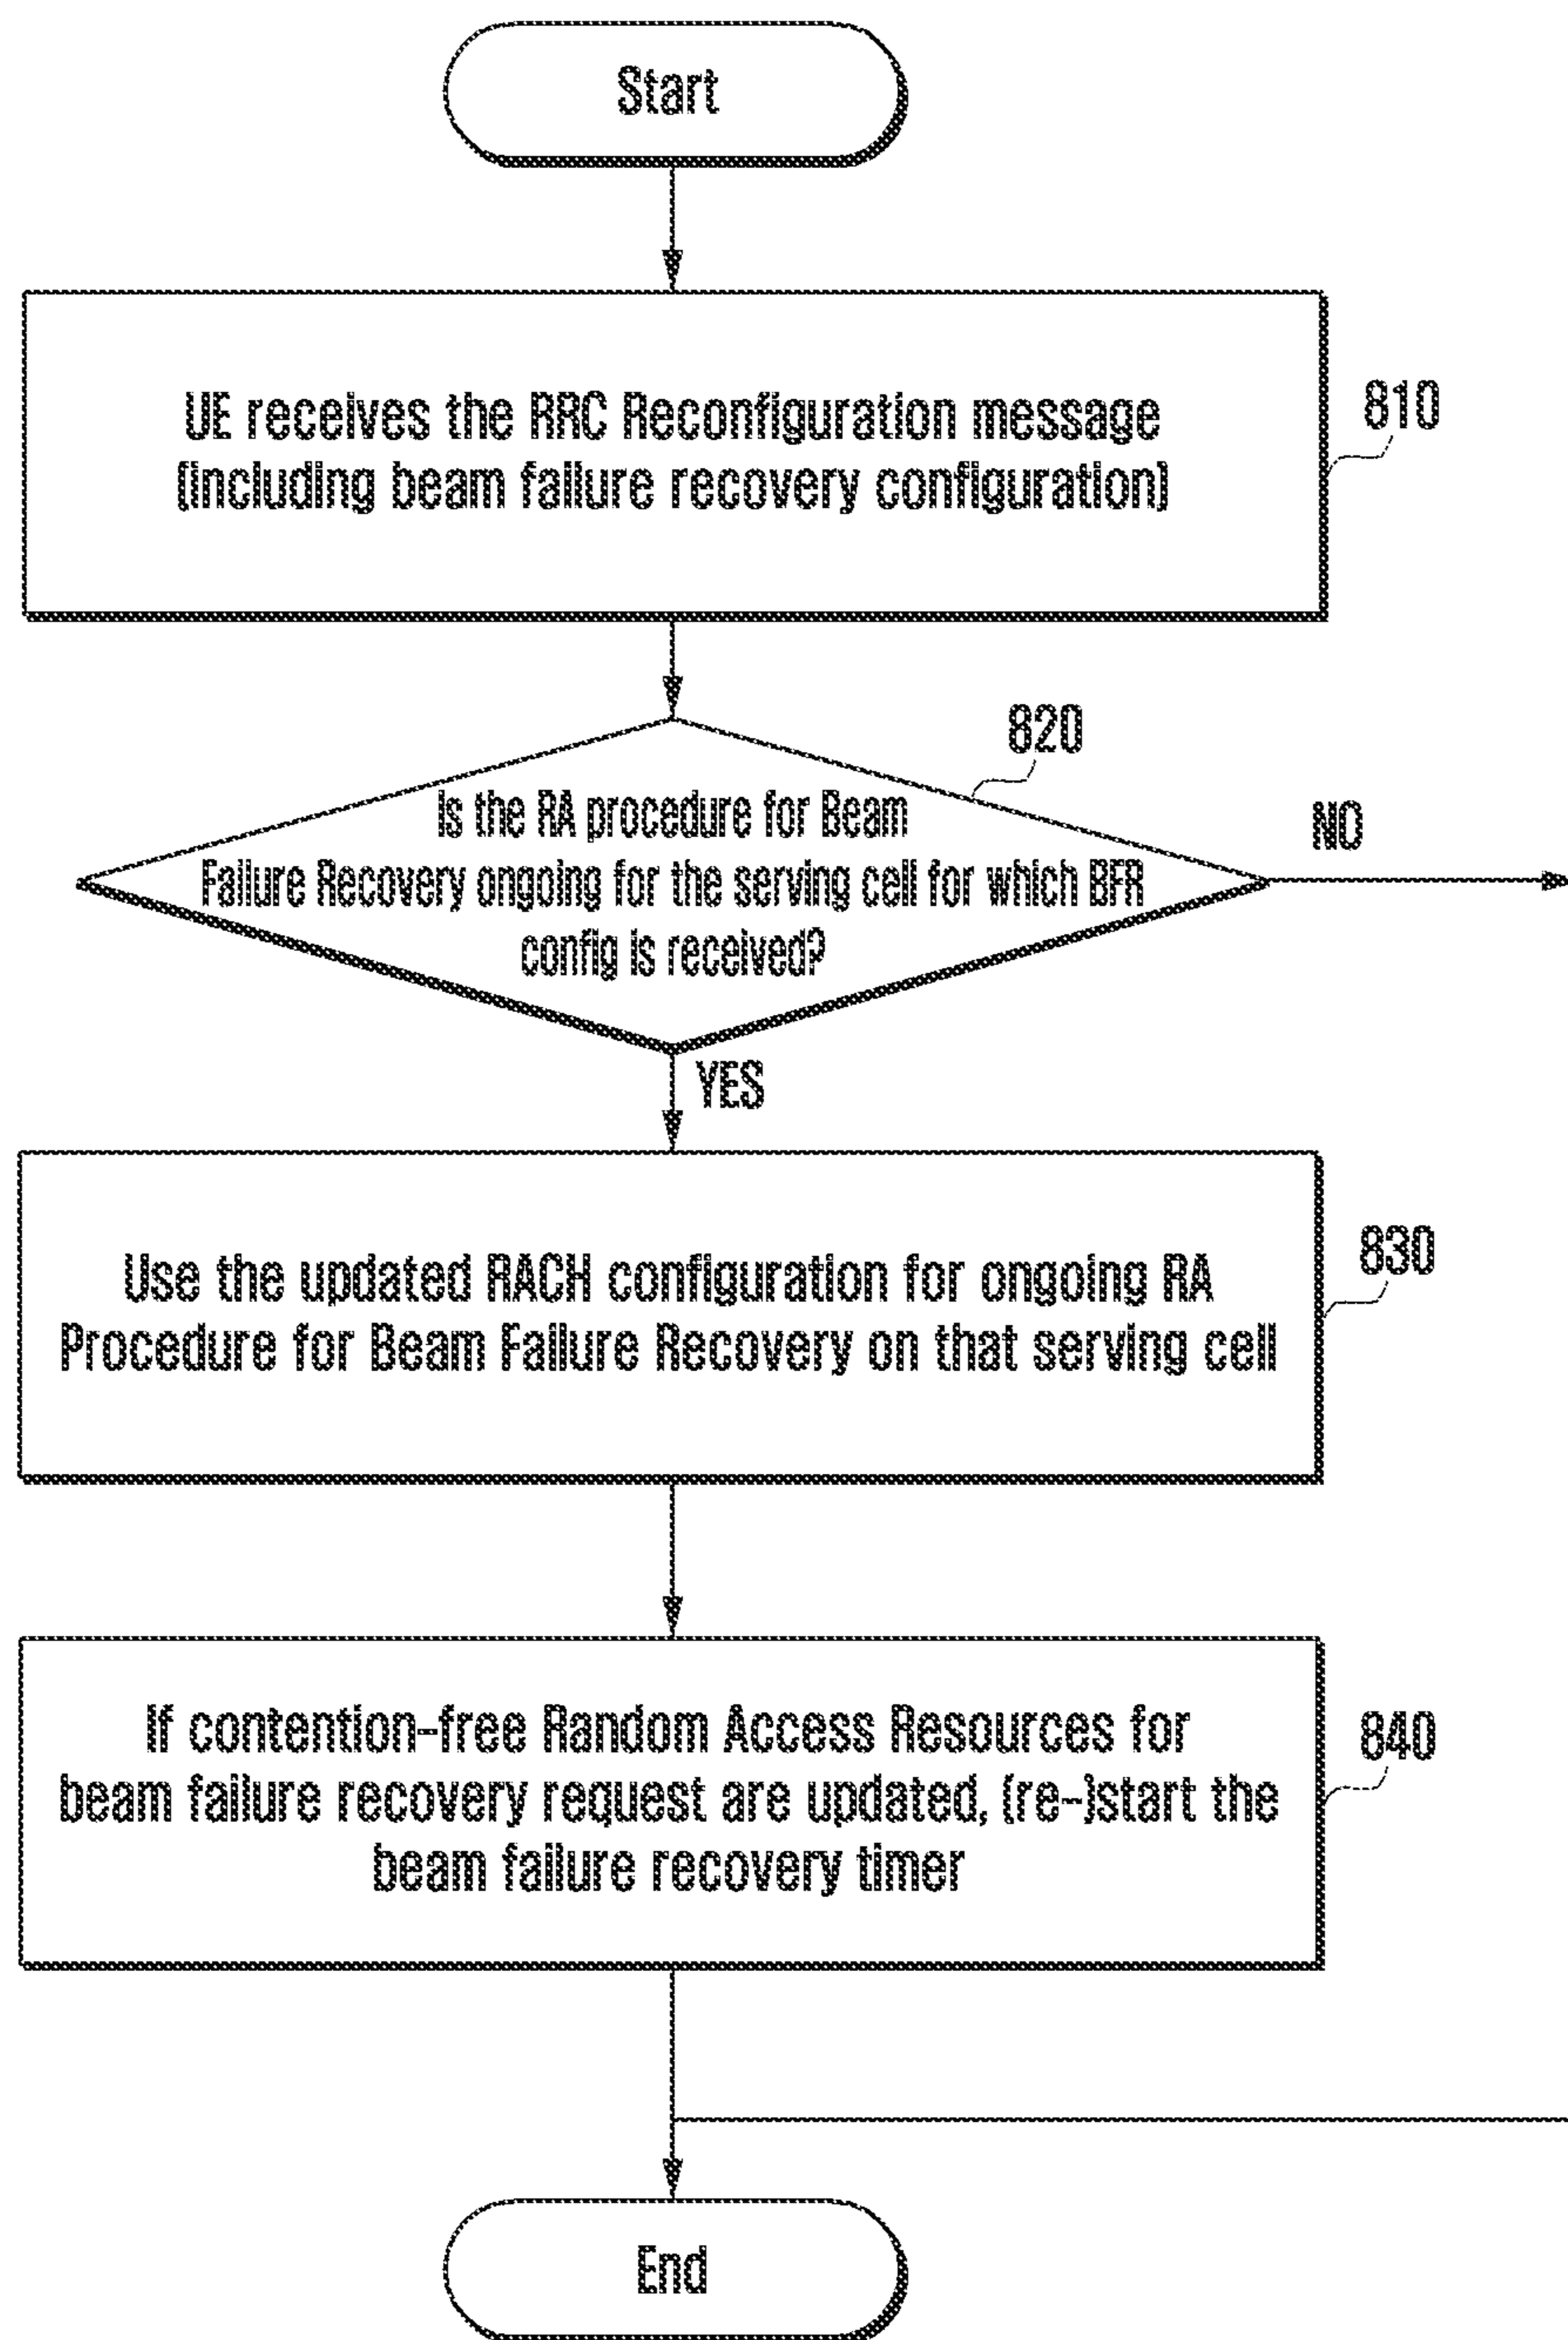 Start
UE receives the RRC Reconfiguration message
(including beam failure recovery configuration)
810
820
Is the RA procedure for Beam
Failure Recovery ongoing for the serving cell for which BFR
config is received?
NO
YES
Use the updated RACH configuration for ongoing RA
Procedure for Beam Failure Recovery on that serving cell
830
If contention-free Random Access Resources for
beam failure recovery request are updated, (re-)start the
beam failure recovery timer
840
End